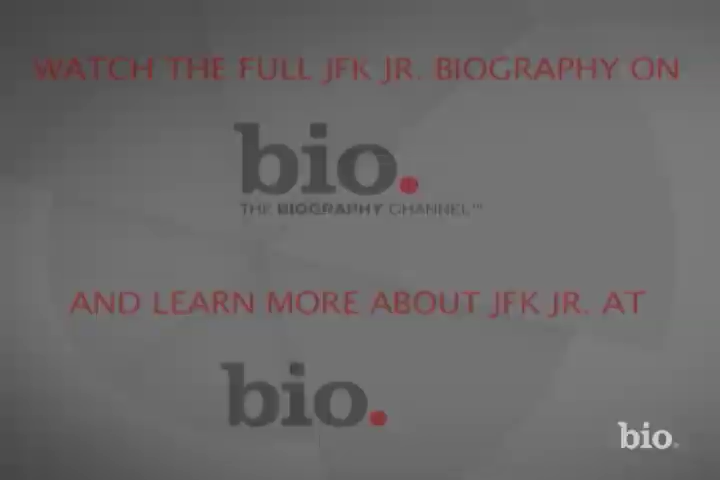 WATCH THE FULL JFK JR. BIOGRAPHY ON
bio.
THE BIOGRAPHY CHANNEL™
AND LEARN MORE ABOUT JFK JR. AT
bio.
bio.